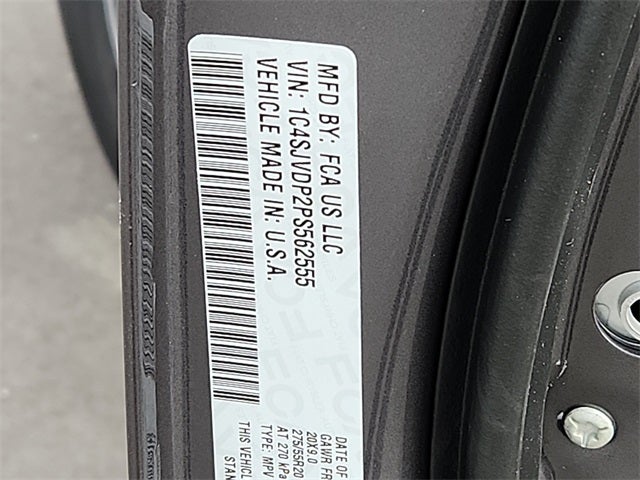 MFD BY: FCA US LLC
VIN: 1C4SJVDP2PS562555
VEHICLE MADE IN: U.S.A.
DATE OF
GAWR FR
20X9.0
275/55R20
AT 270 kPa
TYPE: MPV
THIS VEHICL
STAN